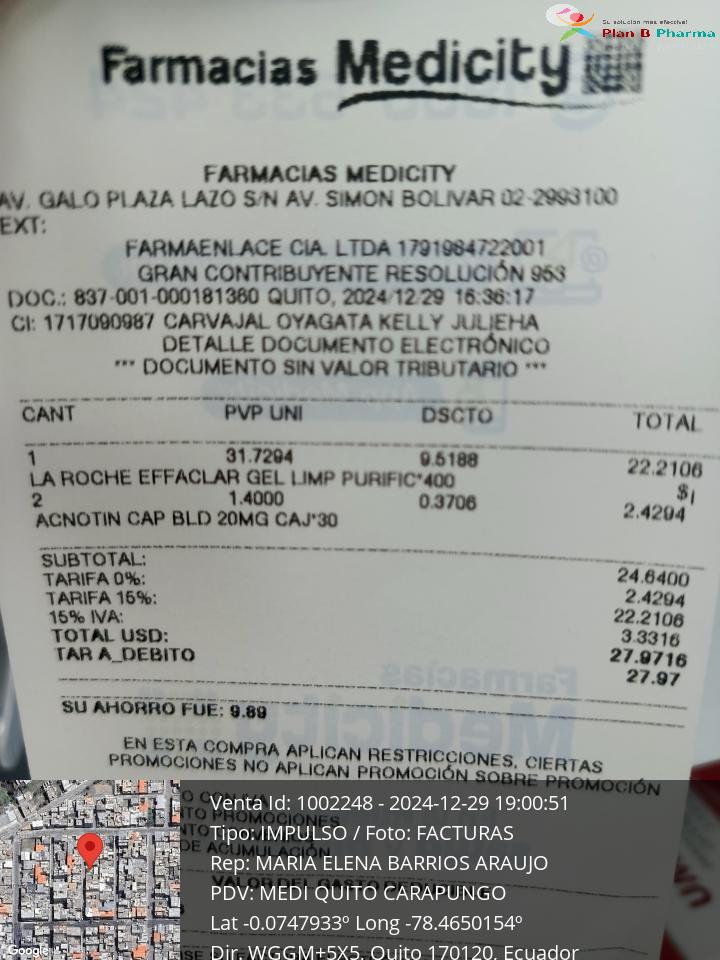 Su solución más efectiva!
Plan B Pharma
Farmacias Medicity
FARMACIAS MEDICITY
AV. GALO PLAZA LAZO S/N AV. SIMON BOLIVAR 02-2993100
EXT:
FARMAENLACE CIA. LTDA 1791984722001
GRAN CONTRIBUYENTE RESOLUCIÓN 953
DOC.: 837-001-000181360 QUITO, 2024/12/29 16:36:17
CI: 1717090987 CARVAJAL OYAGATA KELLY JULIEHA
DETALLE DOCUMENTO ELECTRÓNICO
*** DOCUMENTO SIN VALOR TRIBUTARIO ***
CANT PVP UNI DSCTO TOTAL
1 31.7294 9.5188 22.2106
LA ROCHE EFFACLAR GEL LIMP PURIFIC*400 $¡
2 1.4000 0.3706 2.4294
ACNOTIN CAP BLD 20MG CAJ*30
SUBTOTAL: 24.6400
TARIFA 0%: 2.4294
TARIFA 15%: 22.2106
15% IVA: 3.3316
TOTAL USD: 27.9716
TAR A_DEBITO 27.97
SU AHORRO FUE: 9.89
EN ESTA COMPRA APLICAN RESTRICCIONES, CIERTAS
PROMOCIONES NO APLICAN PROMOCIÓN SOBRE PROMOCIÓN
PROMOCIONES
DE ACUMULACIÓN
VALOR DEL GASTO
Venta Id: 1002248 - 2024-12-29 19:00:51
Tipo: IMPULSO / Foto: FACTURAS
Rep: MARIA ELENA BARRIOS ARAUJO
PDV: MEDI QUITO CARAPUNGO
Lat -0.0747933º Long -78.4650154º
Dir. WGGM+5X5, Quito 170120, Ecuador
Google